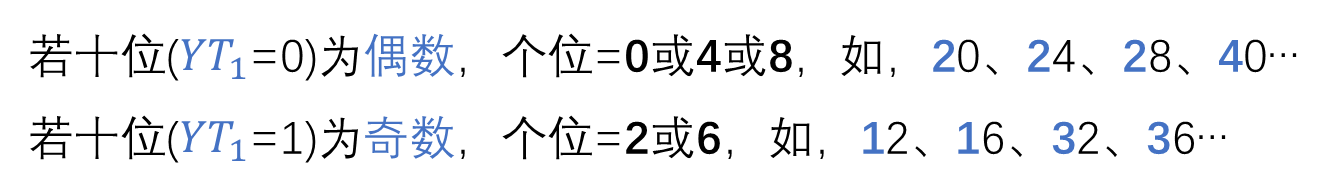 若十位(YT₁=0)为偶数，个位=0或4或8，如，20、24、28、40…
若十位(YT₁=1)为奇数，个位=2或6，如，12、16、32、36…